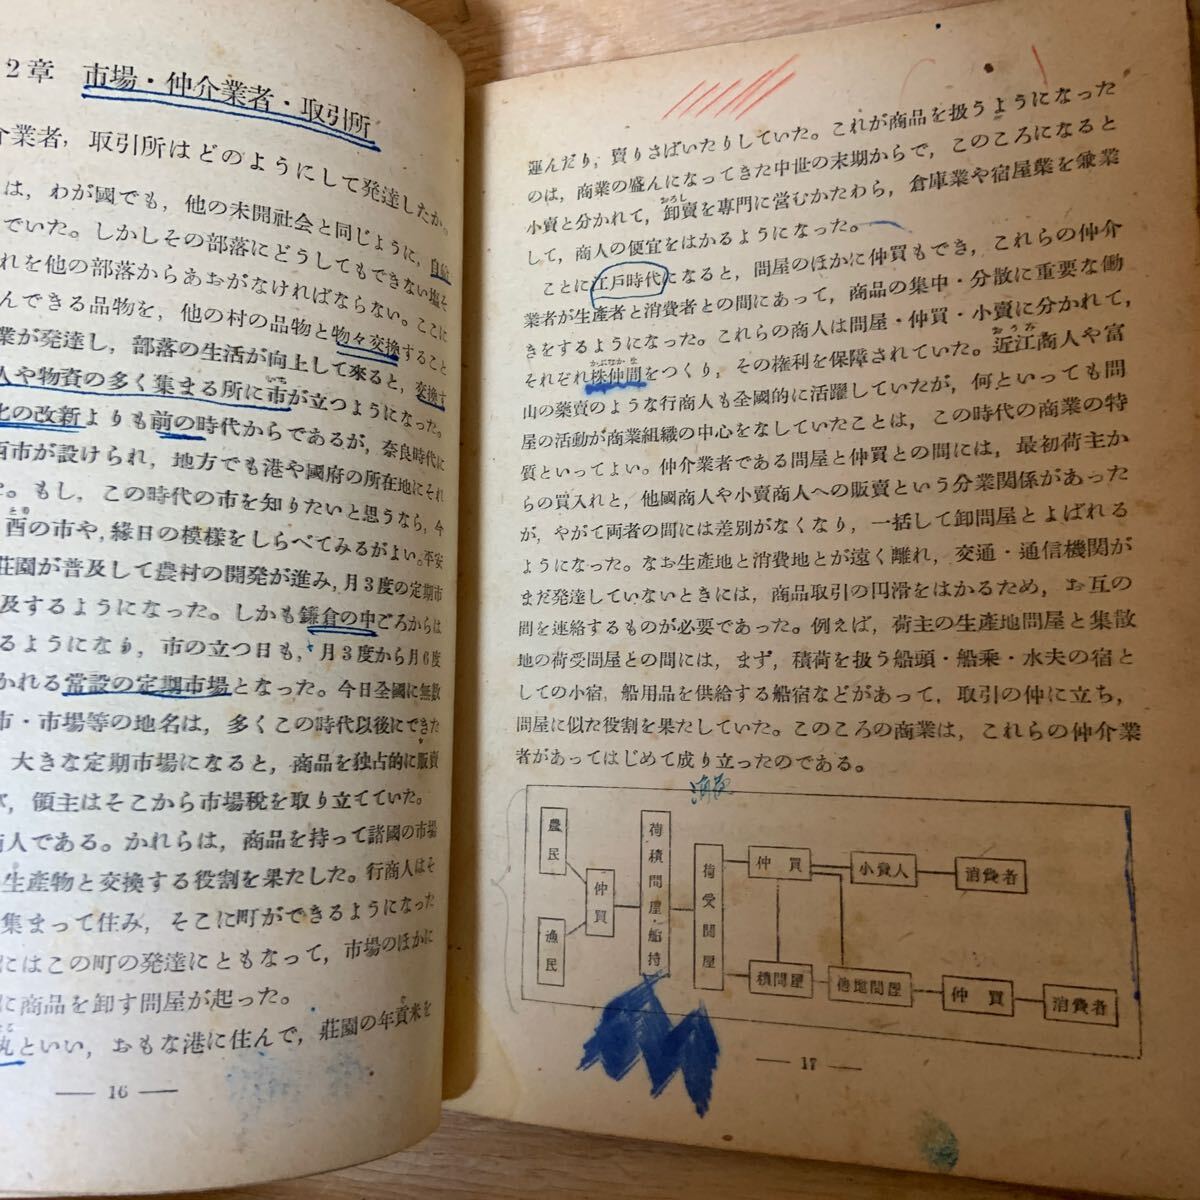 2章 市場・仲介業者・取引所
介業者，取引所はどのようにして発達したか。
は，わが國でも，他の未開社会と同じように，自給
でいた。しかしその部落にどうしてもできない塩そ
れを他の部落からあおがなければならない。ここに
んできる品物を，他の村の品物と物々交換すること
業が発達し，部落の生活が向上して来ると，交換す
人や物資の多く集まる所に市が立つようになった。
化の改新よりも前の時代からであるが，奈良時代に
西市が設けられ，地方でも港や國府の所在地にそれ
た。もし，この時代の市を知りたいと思うなら，今
酉の市や，縁日の模様をしらべてみるがよい。平安
荘園が普及して農村の開発が進み，月3度の定期市
及するようになった。しかも鎌倉の中ごろからは
るようになり，市の立つ日も，月3度から月6度
かれる常設の定期市場となった。今日全國に無数
市・市場等の地名は，多くこの時代以後にできた
大きな定期市場になると，商品を独占的に販賣
領主はそこから市場税を取り立てていた。
商人である。かれらは，商品を持って諸國の市場
生産物と交換する役割を果たした。行商人はそ
集まって住み，そこに町ができるようになった
にはこの町の発達にともなって，市場のほかに
に商品を卸す問屋が起った。
丸といい，おもな港に住んで，荘園の年貢米を
— 16 —
運んだり，賣りさばいたりしていた。これが商品を扱うようになった
のは，商業の盛んになってきた中世の末期からで，このころになると
小賣と分かれて，卸賣を專門に営むかたわら，倉庫業や宿屋業を兼業
して，商人の便宜をはかるようになった。
ことに江戸時代になると，問屋のほかに仲買もでき，これらの仲介
業者が生産者と消費者との間にあって，商品の集中・分散に重要な働
きをするようになった。これらの商人は問屋・仲買・小賣に分かれて，
それぞれ株仲間をつくり，その権利を保障されていた。近江商人や富
山の藥賣のような行商人も全國的に活躍していたが，何といっても問
屋の活動が商業組織の中心をなしていたことは，この時代の商業の特
質といってよい。仲介業者である問屋と仲買との間には，最初荷主か
らの買入れと，他國商人や小賣商人への販賣という分業関係があった
が，やがて両者の間には差別がなくなり，一括して卸問屋とよばれる
ようになった。なお生産地と消費地とが遠く離れ，交通・通信機関が
まだ発達していないときには，商品取引の円滑をはかるため，お互の
間を連絡するものが必要であった。例えば，荷主の生産地問屋と集散
地の荷受問屋との間には，まず，積荷を扱う船頭・船乘・水夫の宿と
しての小宿，船用品を供給する船宿などがあって，取引の仲に立ち，
問屋に似た役割を果たしていた。このころの商業は，これらの仲介業
者があってはじめて成り立ったのである。
農民
漁民
仲買
荷積問屋・船持
荷受問屋
仲買
小賣人
消費者
積問屋
他地問屋
仲買
消費者
— 17 —